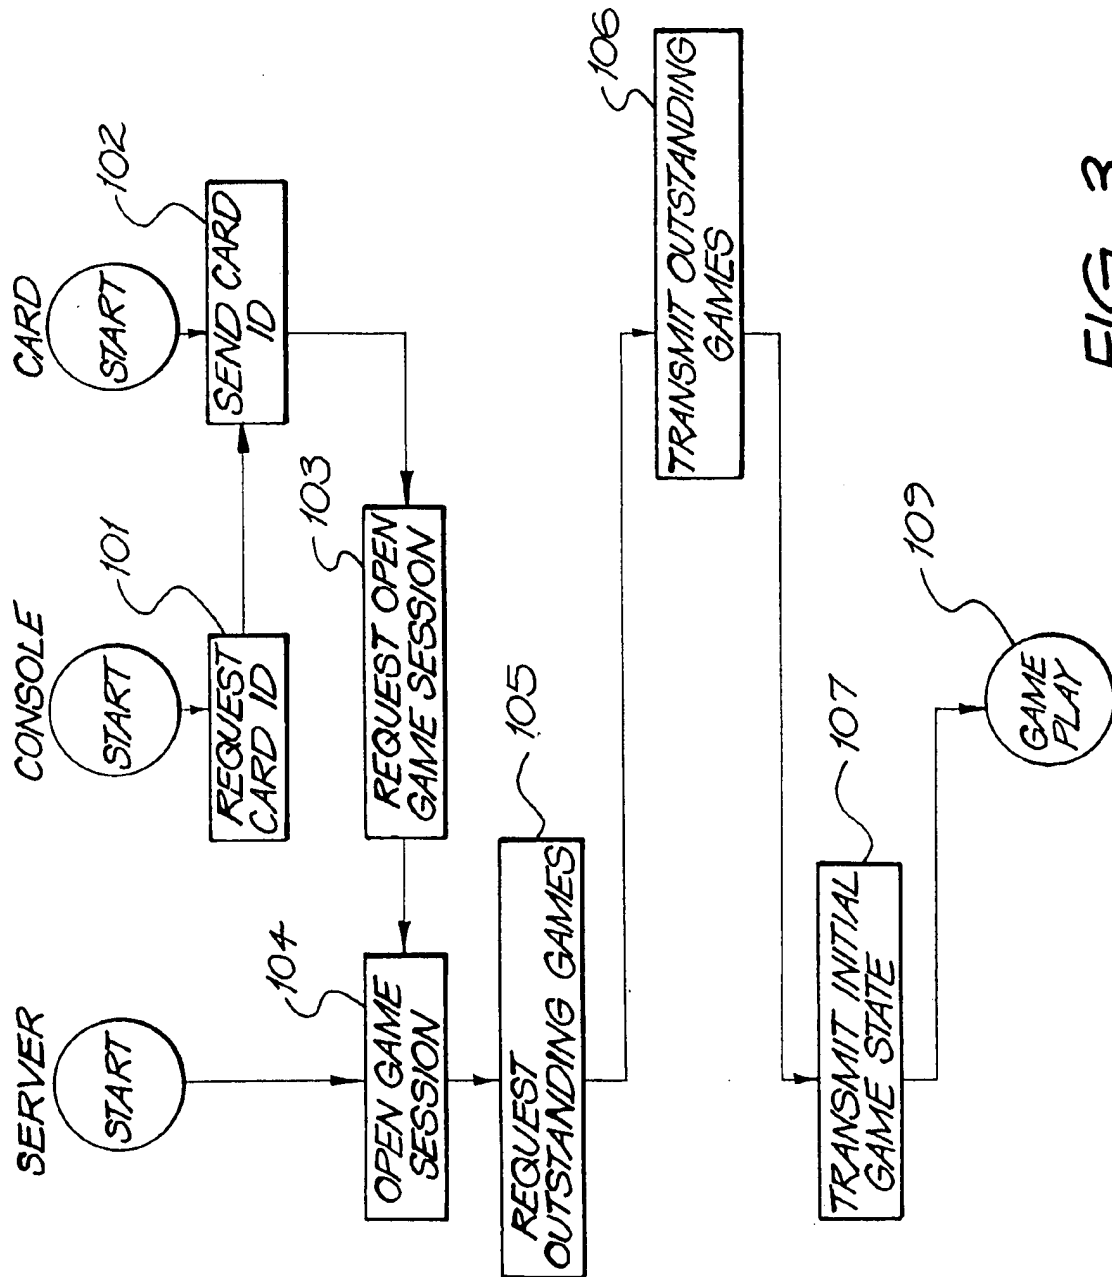 SERVER
CONSOLE
CARD
START
START
START
101
102
REQUEST
CARD ID
SEND CARD
ID
104
103
OPEN GAME
SESSION
REQUEST OPEN
GAME SESSION
105
REQUEST
OUTSTANDING GAMES
106
TRANSMIT OUTSTANDING
GAMES
107
TRANSMIT INITIAL
GAME STATE
109
GAME
PLAY
FIG. 3